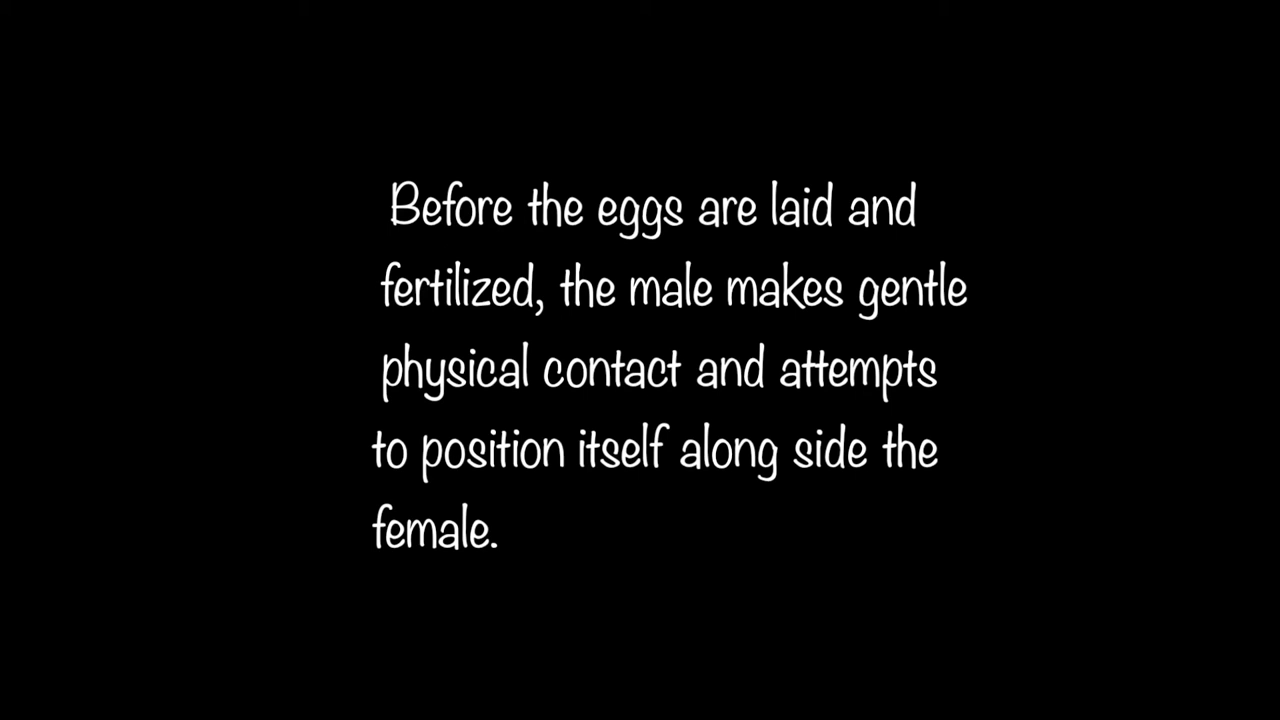 Before the eggs are laid and
fertilized, the male makes gentle
physical contact and attempts
to position itself along side the
female.